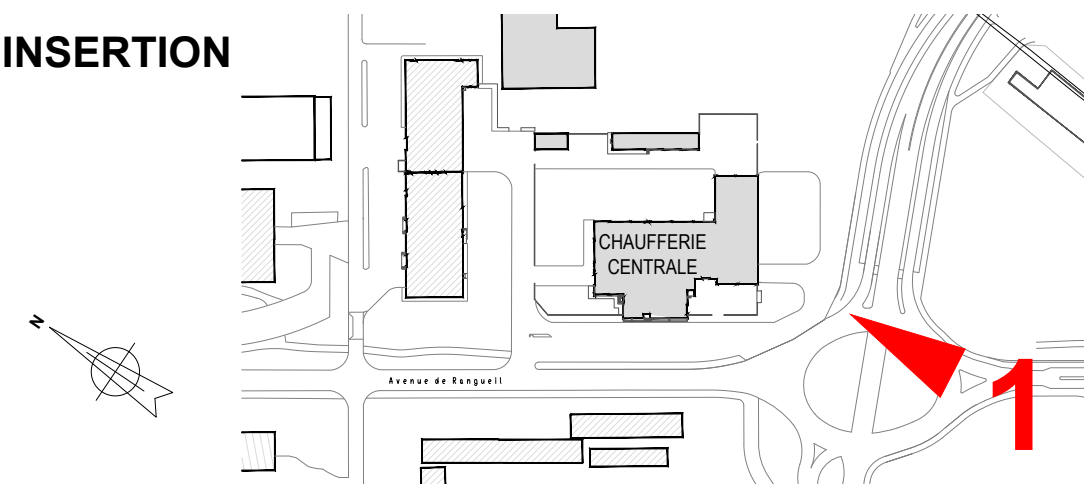 INSERTION
CHAUFFERIE
CENTRALE
N
Avenue de Rangueil
1